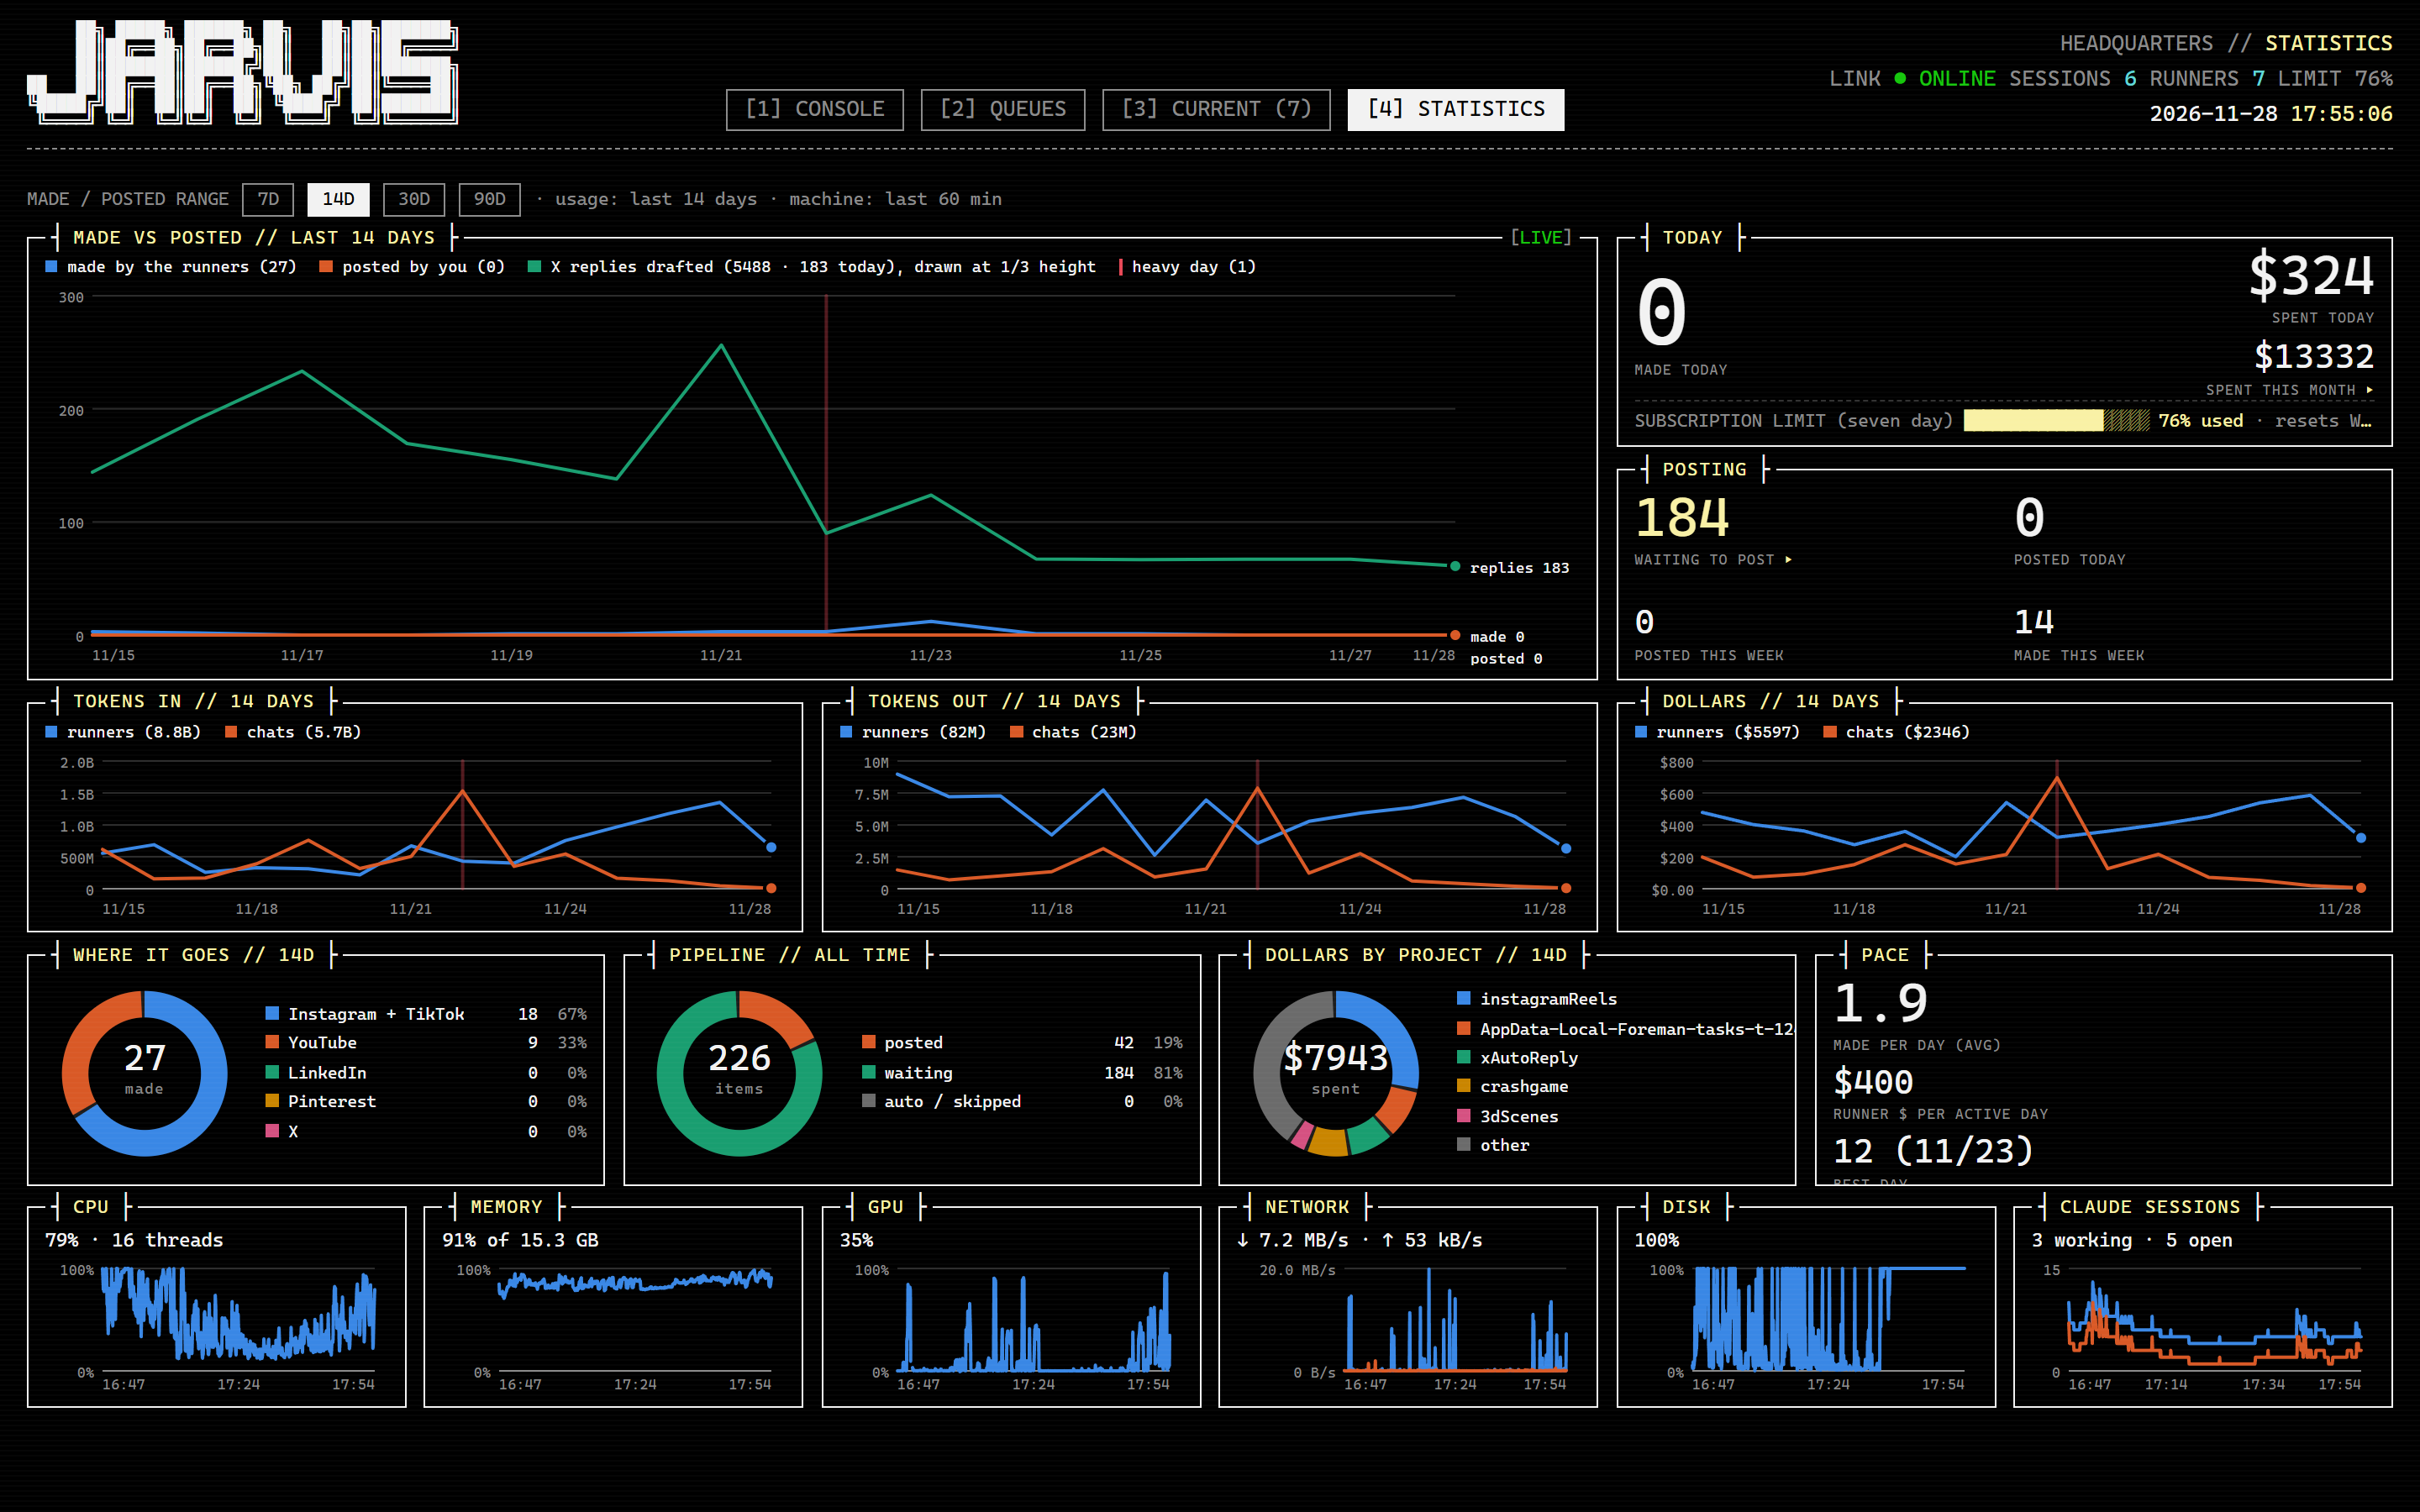 JARVIS
HEADQUARTERS // STATISTICS
LINK ● ONLINE SESSIONS 6 RUNNERS 7 LIMIT 76%
[1] CONSOLE [2] QUEUES [3] CURRENT (7) [4] STATISTICS
2026-11-28 17:55:06
MADE / POSTED RANGE 7D 14D 30D 90D · usage: last 14 days · machine: last 60 min
MADE VS POSTED // LAST 14 DAYS [LIVE]
made by the runners (27) posted by you (0) X replies drafted (5488 · 183 today), drawn at 1/3 height heavy day (1)
300
200
100
0
replies 183
made 0
posted 0
11/15 11/17 11/19 11/21 11/23 11/25 11/27 11/28
TODAY
0
MADE TODAY
$324
SPENT TODAY
$13332
SPENT THIS MONTH ▸
SUBSCRIPTION LIMIT (seven day) 76% used · resets W…
POSTING
184 0
WAITING TO POST ▸ POSTED TODAY
0 14
POSTED THIS WEEK MADE THIS WEEK
TOKENS IN // 14 DAYS
runners (8.8B) chats (5.7B)
2.0B
1.5B
1.0B
500M
0
11/15 11/18 11/21 11/24 11/28
TOKENS OUT // 14 DAYS
runners (82M) chats (23M)
10M
7.5M
5.0M
2.5M
0
11/15 11/18 11/21 11/24 11/28
DOLLARS // 14 DAYS
runners ($5597) chats ($2346)
$800
$600
$400
$200
$0.00
11/15 11/18 11/21 11/24 11/28
WHERE IT GOES // 14D
27
made
Instagram + TikTok 18 67%
YouTube 9 33%
LinkedIn 0 0%
Pinterest 0 0%
X 0 0%
PIPELINE // ALL TIME
226
items
posted 42 19%
waiting 184 81%
auto / skipped 0 0%
DOLLARS BY PROJECT // 14D
$7943
spent
instagramReels
AppData-Local-Foreman-tasks-t-12
xAutoReply
crashgame
3dScenes
other
PACE
1.9
MADE PER DAY (AVG)
$400
RUNNER $ PER ACTIVE DAY
12 (11/23)
BEST DAY
CPU
79% · 16 threads
100%
0%
16:47 17:24 17:54
MEMORY
91% of 15.3 GB
100%
0%
16:47 17:24 17:54
GPU
35%
100%
0%
16:47 17:24 17:54
NETWORK
↓ 7.2 MB/s · ↑ 53 kB/s
20.0 MB/s
0 B/s
16:47 17:24 17:54
DISK
100%
100%
0%
16:47 17:24 17:54
CLAUDE SESSIONS
3 working · 5 open
15
0
16:47 17:14 17:34 17:54